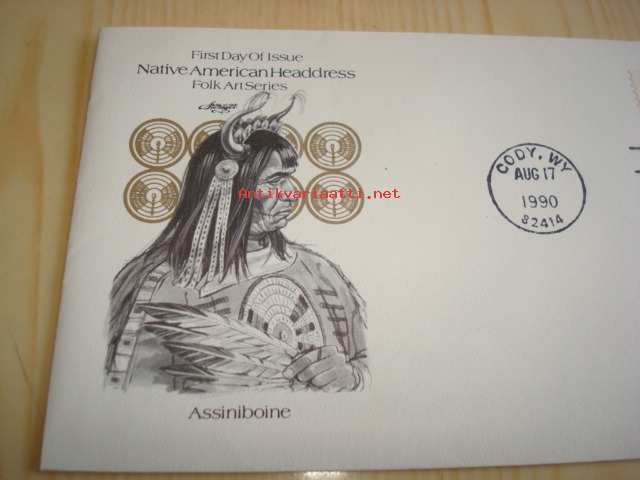 First Day Of Issue
Native American Headdress
Folk Art Series
Antikvariaatti.net
CODY, WY
AUG 17
1990
82414
Assiniboine